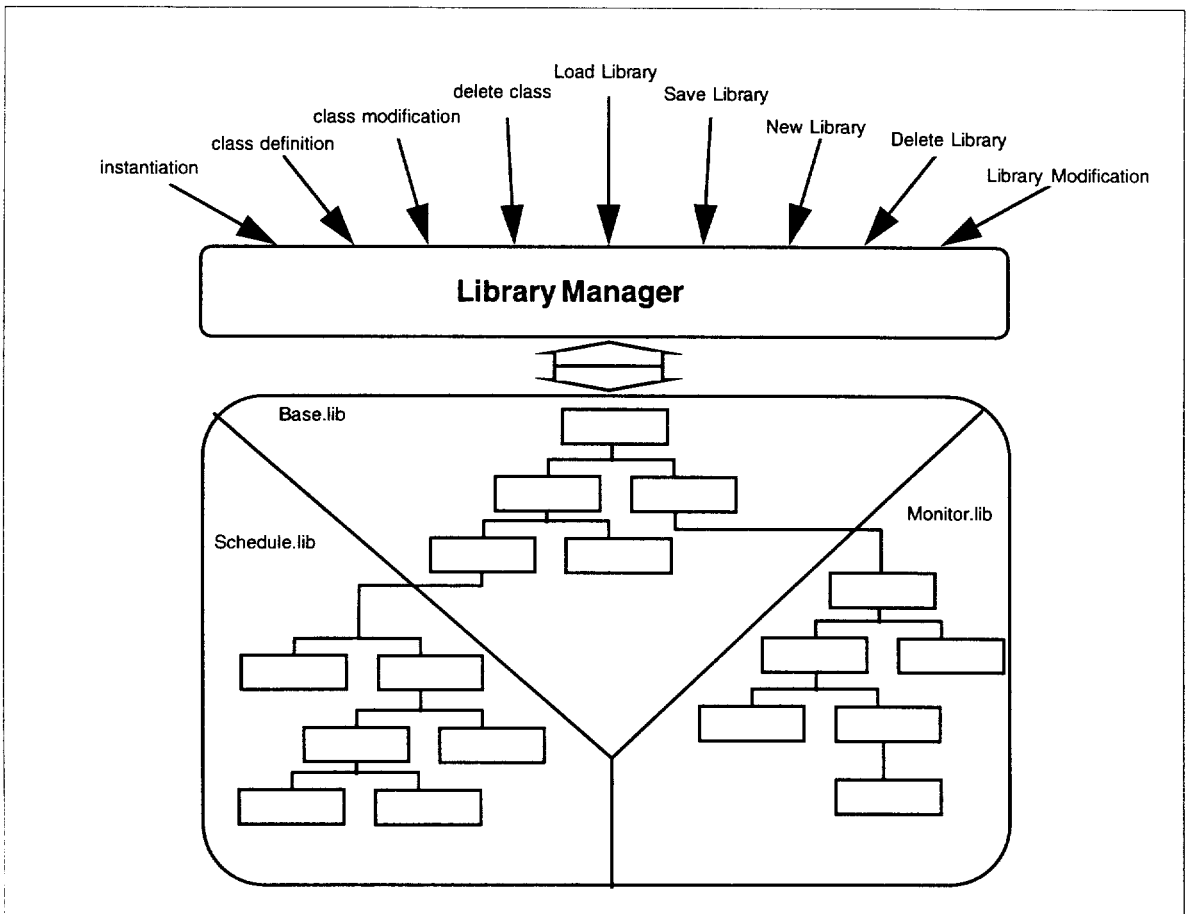 Load Library
delete class
Save Library
class modification
New Library
class definition
Delete Library
instantiation
Library Modification
Library Manager
Base.lib
Monitor.lib
Schedule.lib